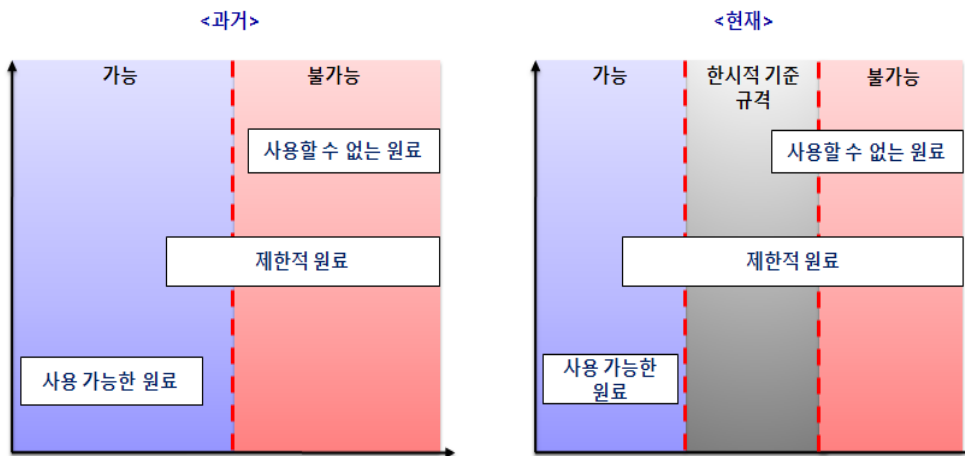 <과거>
가능
불가능
사용할 수 없는 원료
제한적 원료
사용 가능한 원료
<현재>
가능
한시적 기준
규격
불가능
사용할 수 없는 원료
제한적 원료
사용 가능한
원료